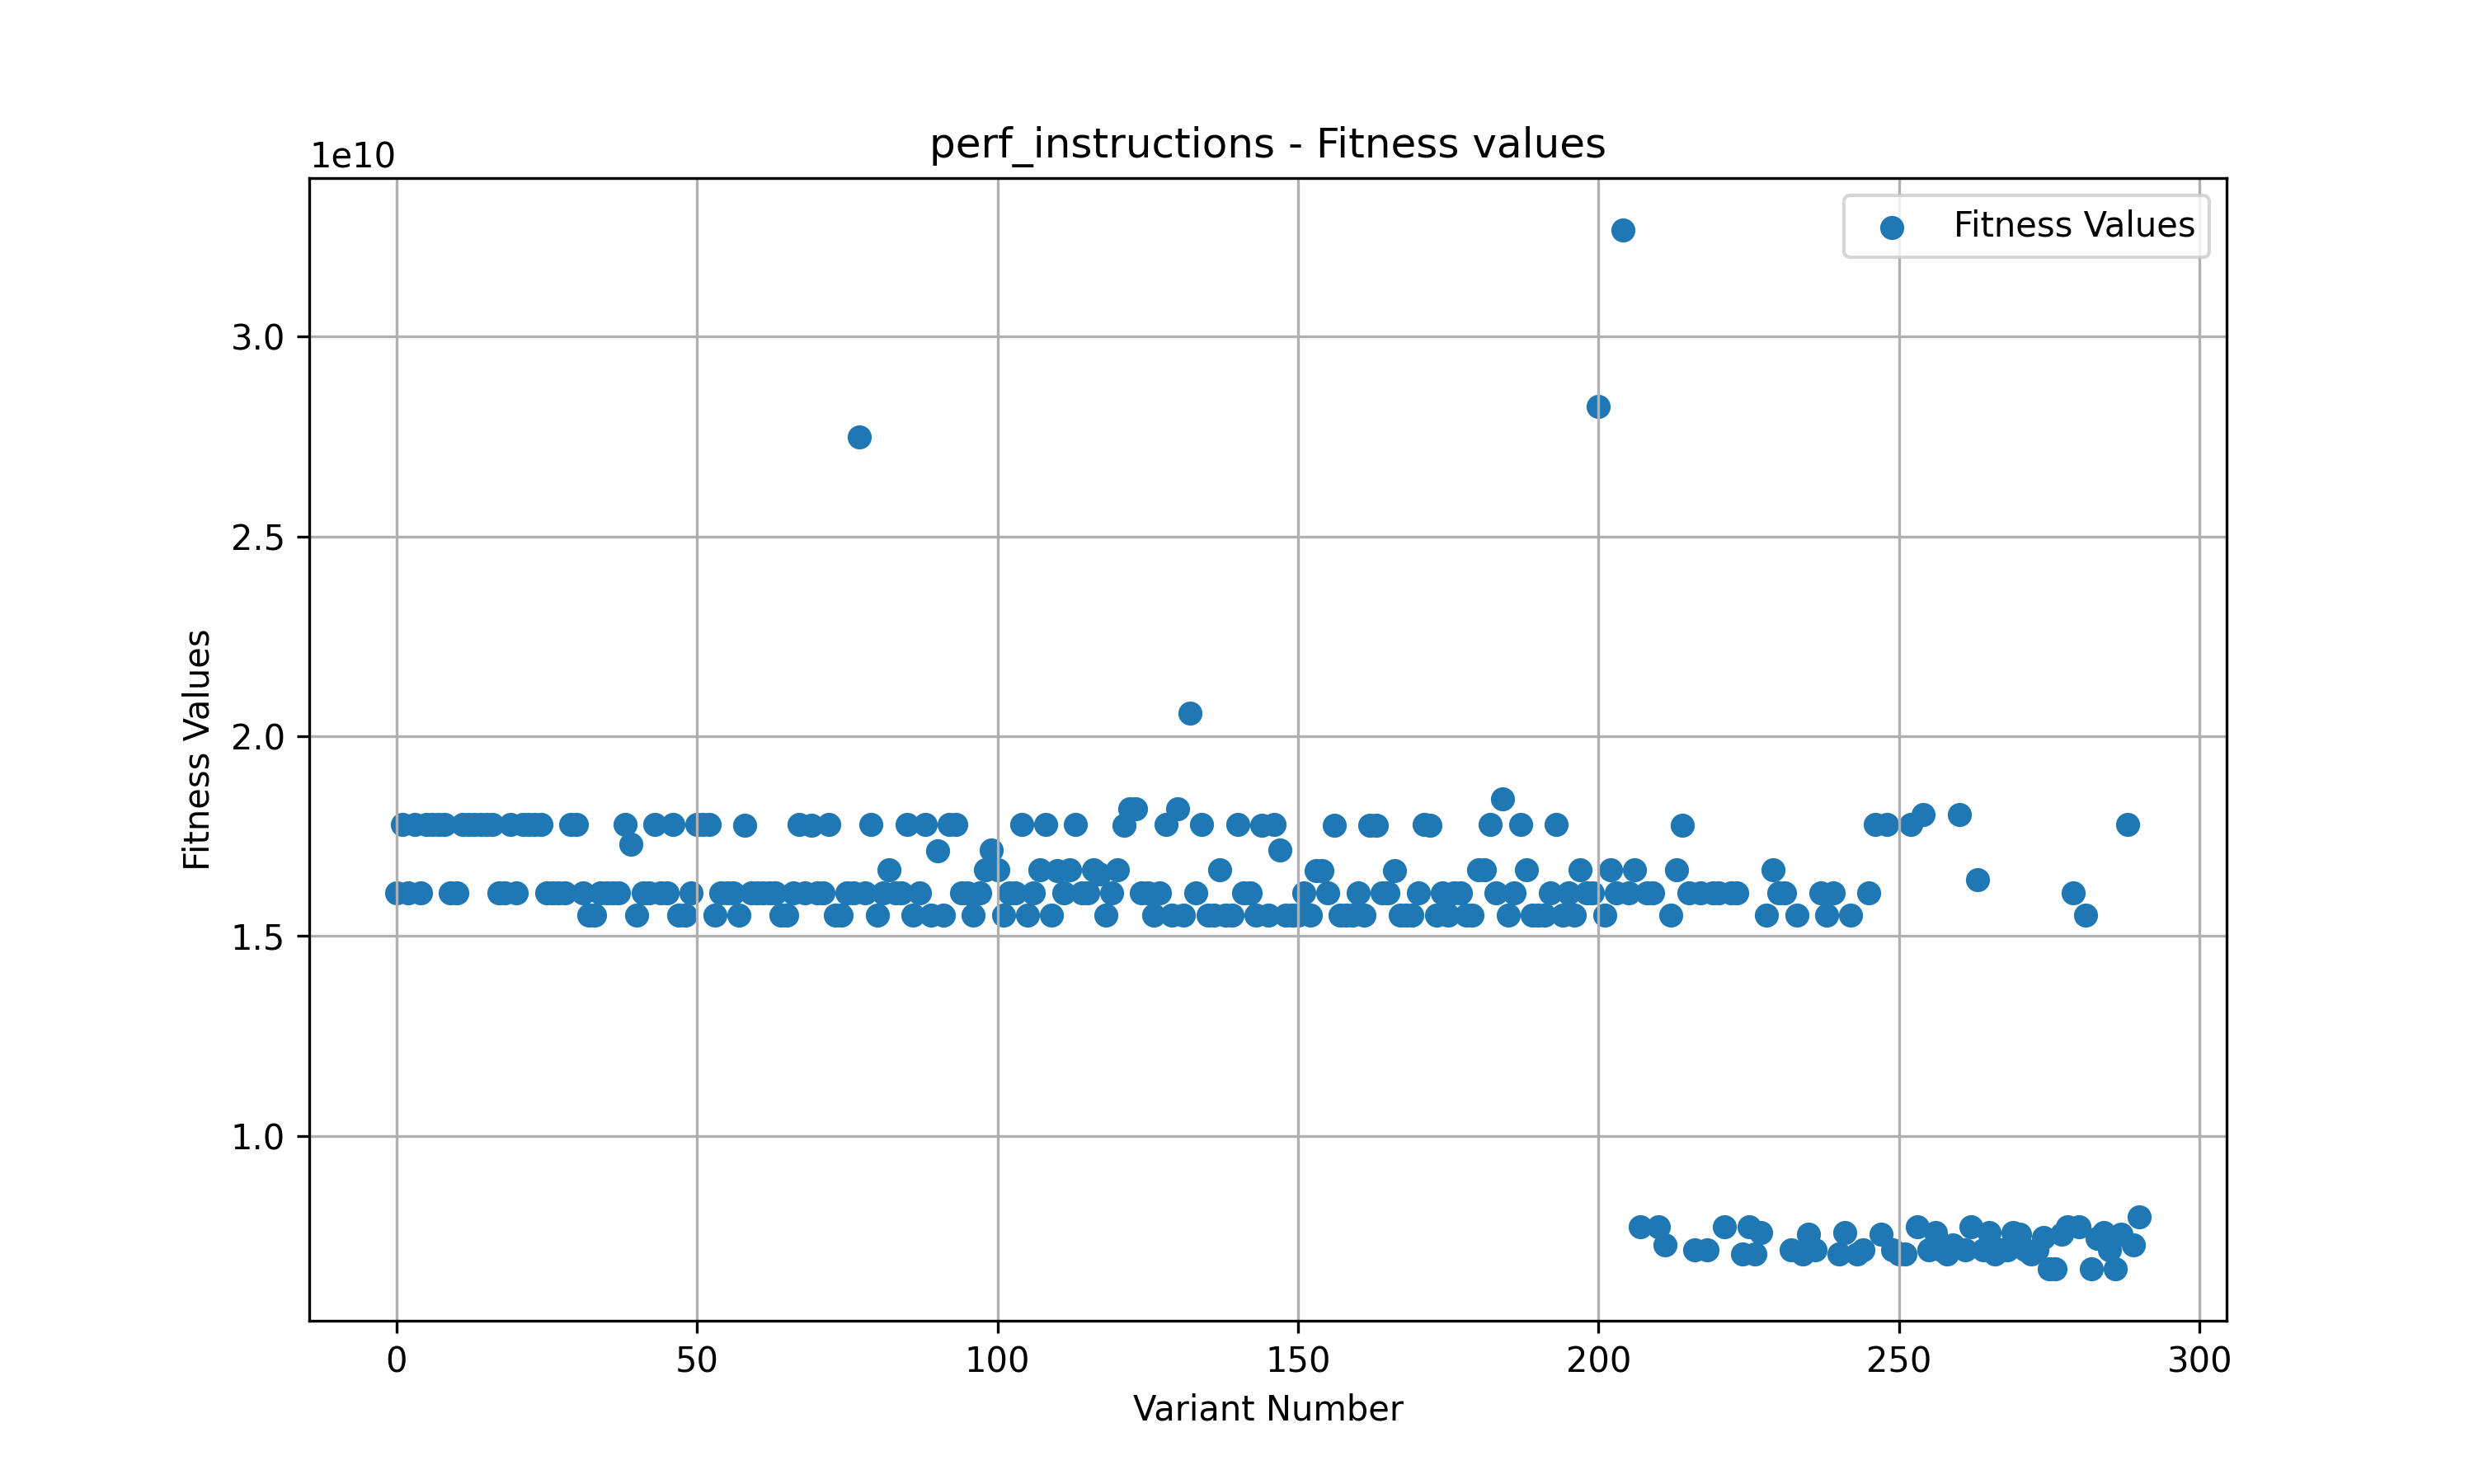 perf_instructions - Fitness values
1e10
Fitness Values
3.0
2.5
2.0
1.5
1.0
Fitness Values
0 50 100 150 200 250 300
Variant Number